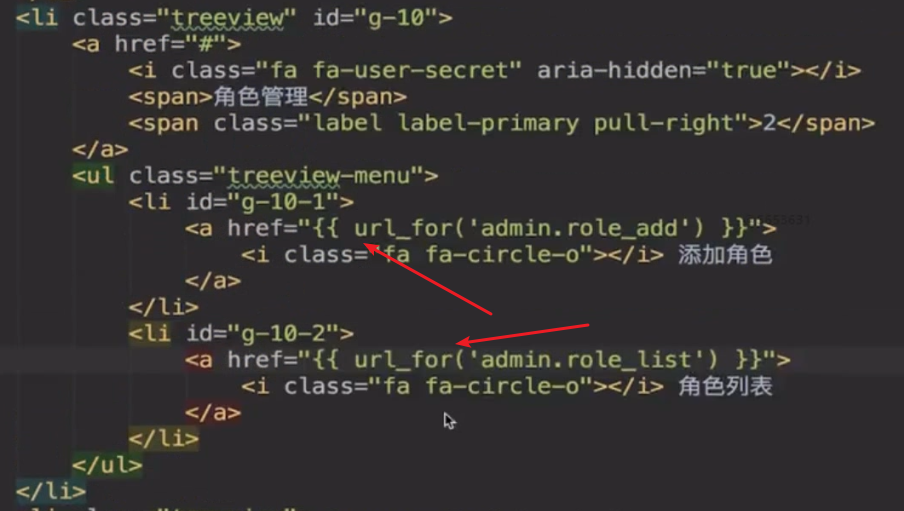 <li class="treeview" id="g-10">
<a href="#">
<i class="fa fa-user-secret" aria-hidden="true"></i>
<span>角色管理</span>
<span class="label label-primary pull-right">2</span>
</a>
<ul class="treeview-menu">
<li id="g-10-1">
<a href="{{ url_for('admin.role_add') }}">
<i class="fa fa-circle-o"></i> 添加角色
</a>
</li>
<li id="g-10-2">
<a href="{{ url_for('admin.role_list') }}">
<i class="fa fa-circle-o"></i> 角色列表
</a>
</li>
</ul>
</li>